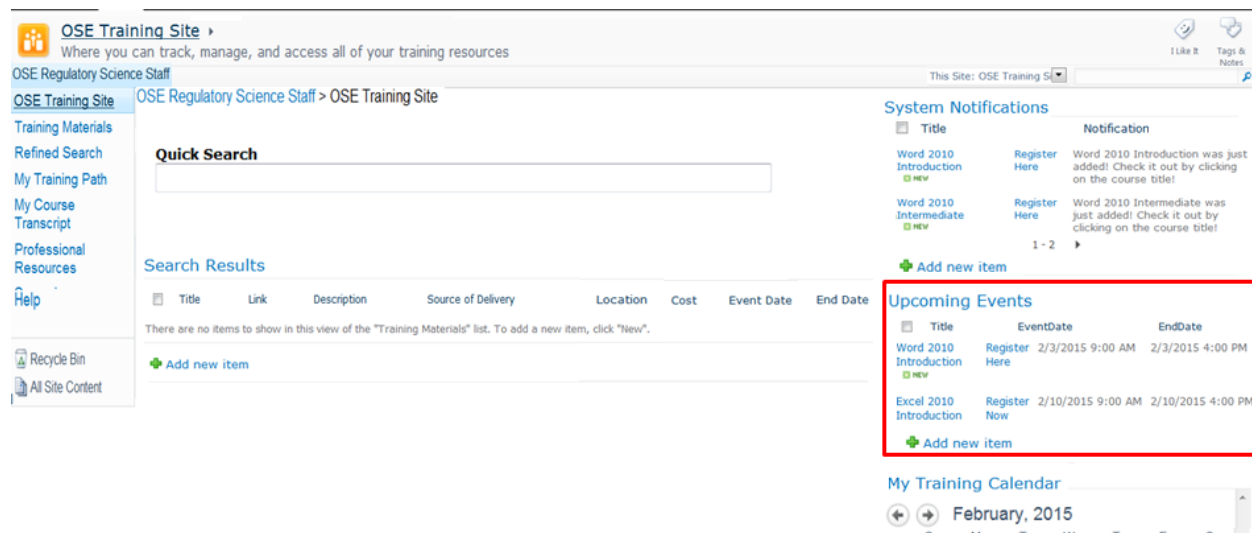 OSE Training Site
Where you can track, manage, and access all of your training resources
I Like It
Tags &
Notes
OSE Regulatory Science Staff
This Site: OSE Training
OSE Training Site
Training Materials
Refined Search
My Training Path
My Course
Transcript
Professional
Resources
Help
Recycle Bin
All Site Content
OSE Regulatory Science Staff > OSE Training Site
Quick Search
Search Results
Title Link Description Source of Delivery Location Cost Event Date End Date
There are no items to show in this view of the "Training Materials" list. To add a new item, click "New".
Add new item
System Notifications
Title Notification
Word 2010 Register Word 2010 Introduction was just
Introduction Here added! Check it out by clicking
NEW on the course title!
Word 2010 Register Word 2010 Intermediate was
Intermediate Here just added! Check it out by
NEW clicking on the course title!
1 - 2
Add new item
Upcoming Events
Title EventDate EndDate
Word 2010 Register 2/3/2015 9:00 AM 2/3/2015 4:00 PM
Introduction Here
NEW
Excel 2010 Register 2/10/2015 9:00 AM 2/10/2015 4:00 PM
Introduction Now
Add new item
My Training Calendar
February, 2015